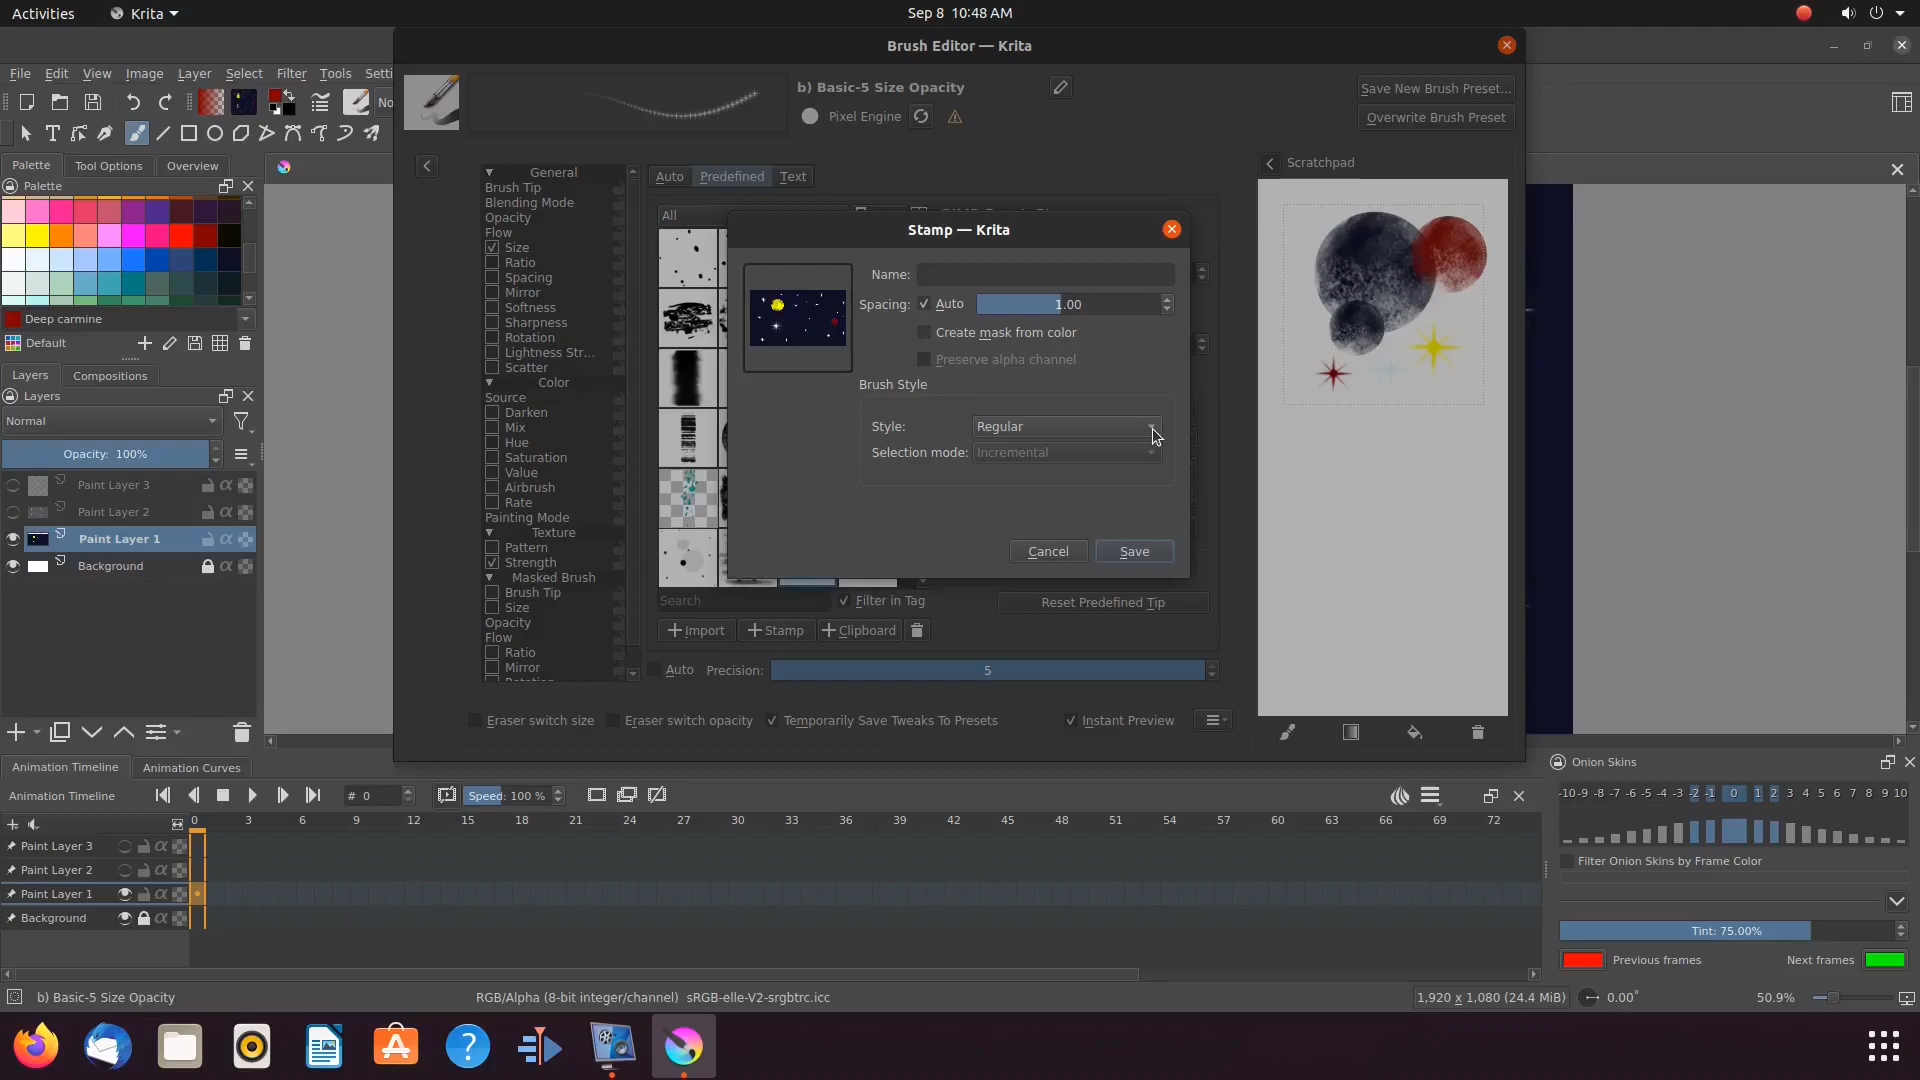 Activities
Krita
Sep 8 10:48 AM
Brush Editor — Krita
File Edit View Image Layer Select Filter Tools Setti
b) Basic-5 Size Opacity
Save New Brush Preset...
No
Pixel Engine
Overwrite Brush Preset
Palette Tool Options Overview
Palette
General
Auto Predefined Text
Scratchpad
Brush Tip
Blending Mode
Opacity
Flow
Size
Ratio
Spacing
Mirror
Softness
Sharpness
Rotation
Lightness Str...
Scatter
Color
Source
Darken
Mix
Hue
Saturation
Value
Airbrush
Rate
Painting Mode
Texture
Pattern
Strength
Masked Brush
Brush Tip
Size
Opacity
Flow
Ratio
Mirror
All
Stamp — Krita
Name:
Spacing: Auto 1.00
Create mask from color
Preserve alpha channel
Brush Style
Style: Regular
Selection mode: Incremental
Cancel Save
Search
Filter in Tag
Reset Predefined Tip
Import Stamp Clipboard
Auto Precision: 5
Eraser switch size Eraser switch opacity Temporarily Save Tweaks To Presets Instant Preview
Deep carmine
Default
Layers Compositions
Layers
Normal
Opacity: 100%
Paint Layer 3
Paint Layer 2
Paint Layer 1
Background
Animation Timeline Animation Curves
Animation Timeline
# 0
Speed: 100 %
0 3 6 9 12 15 18 21 24 27 30 33 36 39 42 45 48 51 54 57 60 63 66 69 72
Paint Layer 3
Paint Layer 2
Paint Layer 1
Background
Onion Skins
-10 -9 -8 -7 -6 -5 -4 -3 -2 -1 0 1 2 3 4 5 6 7 8 9 10
Filter Onion Skins by Frame Color
Tint: 75.00%
Previous frames Next frames
b) Basic-5 Size Opacity
RGB/Alpha (8-bit integer/channel) sRGB-elle-V2-srgbtrc.icc
1,920 x 1,080 (24.4 MiB)
0.00°
50.9%